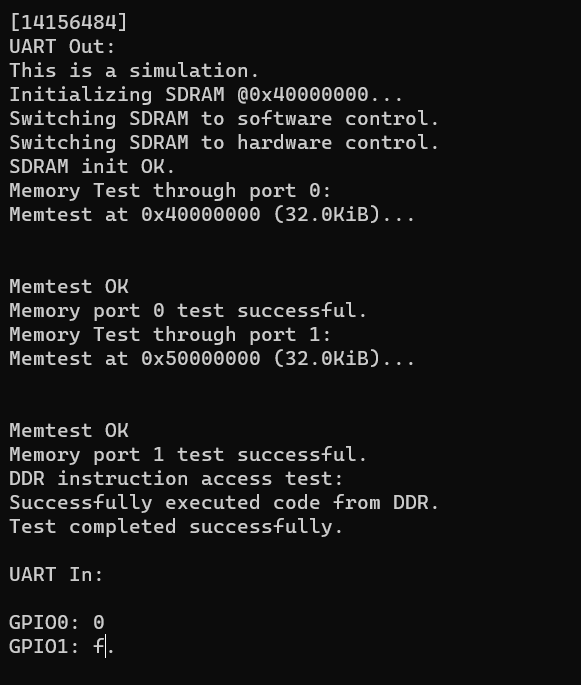 [14156484]
UART Out:
This is a simulation.
Initializing SDRAM @0x40000000...
Switching SDRAM to software control.
Switching SDRAM to hardware control.
SDRAM init OK.
Memory Test through port 0:
Memtest at 0x40000000 (32.0KiB)...
Memtest OK
Memory port 0 test successful.
Memory Test through port 1:
Memtest at 0x50000000 (32.0KiB)...
Memtest OK
Memory port 1 test successful.
DDR instruction access test:
Successfully executed code from DDR.
Test completed successfully.
UART In:
GPIO0: 0
GPIO1: f.